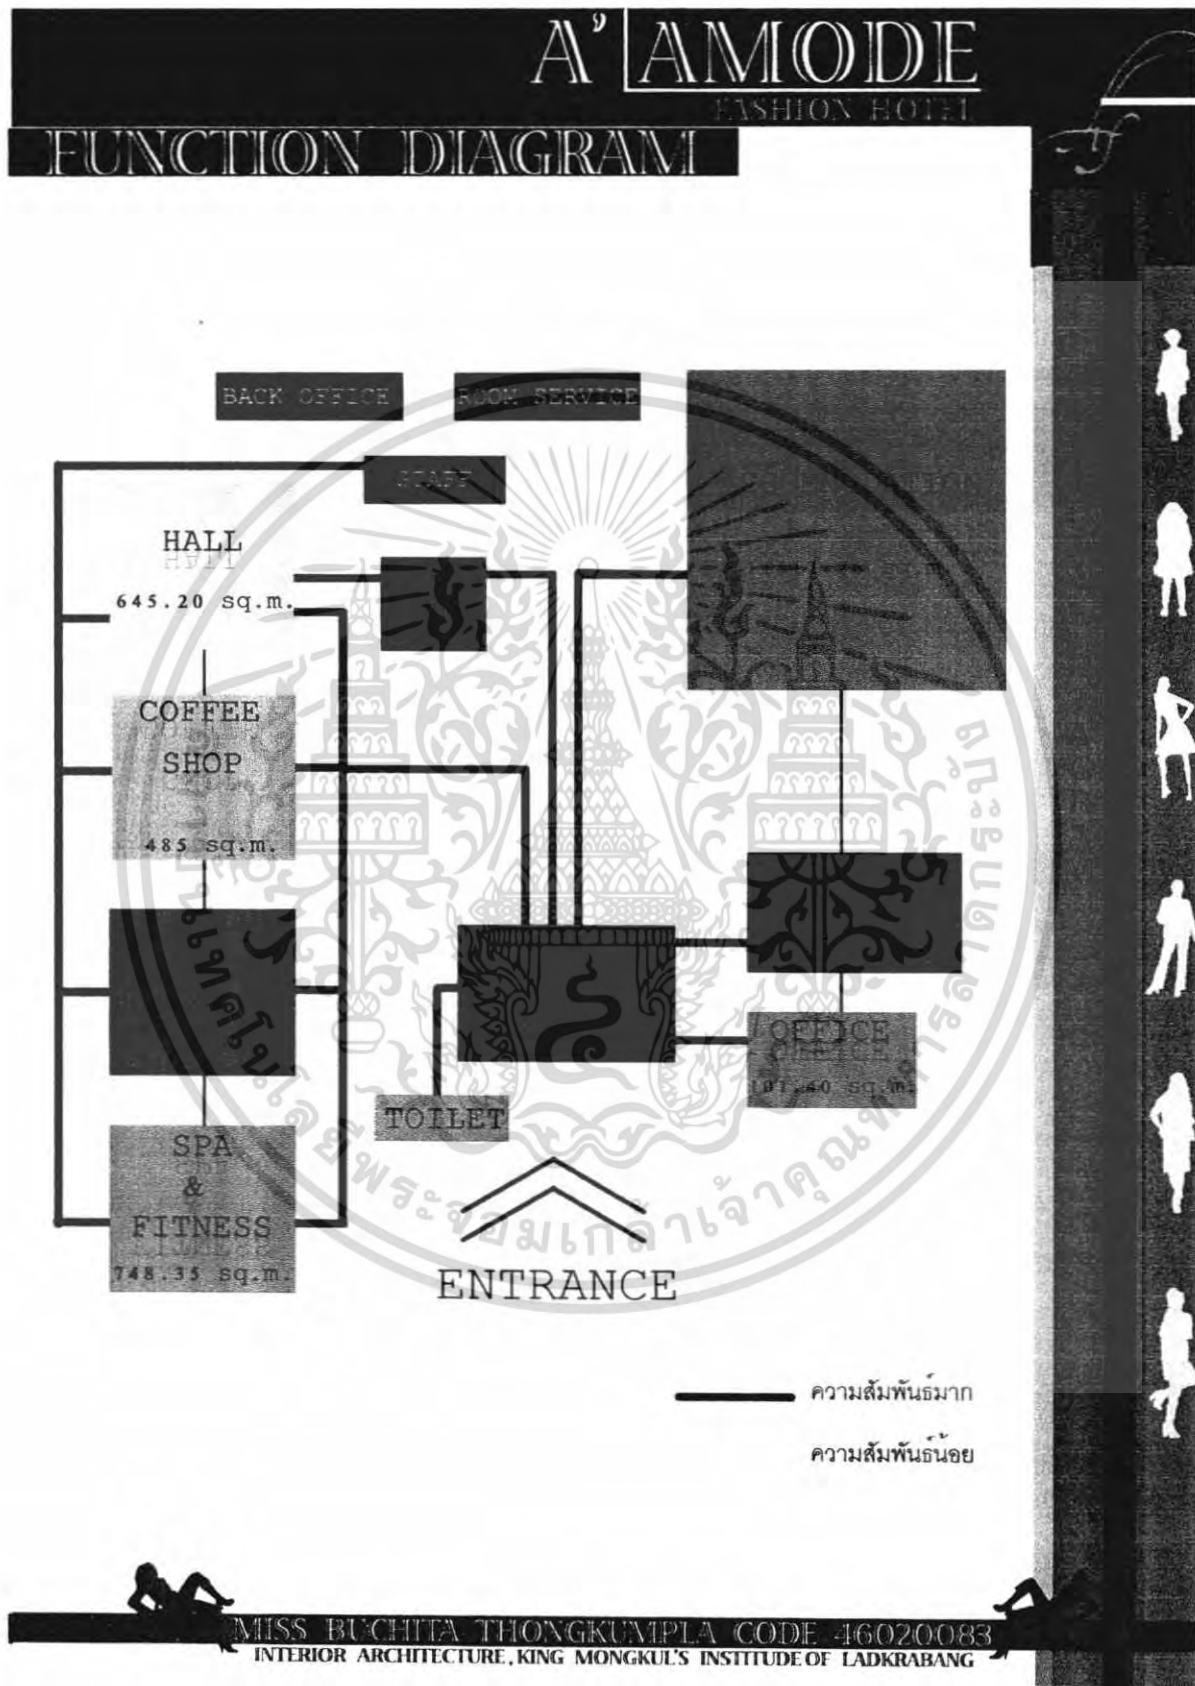 A' LAMODE
FASHION HOTEL
FUNCTION DIAGRAM
BACK OFFICE
ROOM SERVICE
STAFF
HALL
645.20 sq.m.
COFFEE
SHOP
485 sq.m.
OFFICE
sq.m.
TOILET
SPA
&
FITNESS
748.35 sq.m.
ENTRANCE
ความสัมพันธ์มาก
ความสัมพันธ์น้อย
MISS BUCHITA THONGKUMPLA CODE 46020083
INTERIOR ARCHITECTURE, KING MONGKUL'S INSTITUDE OF LADKRABANG